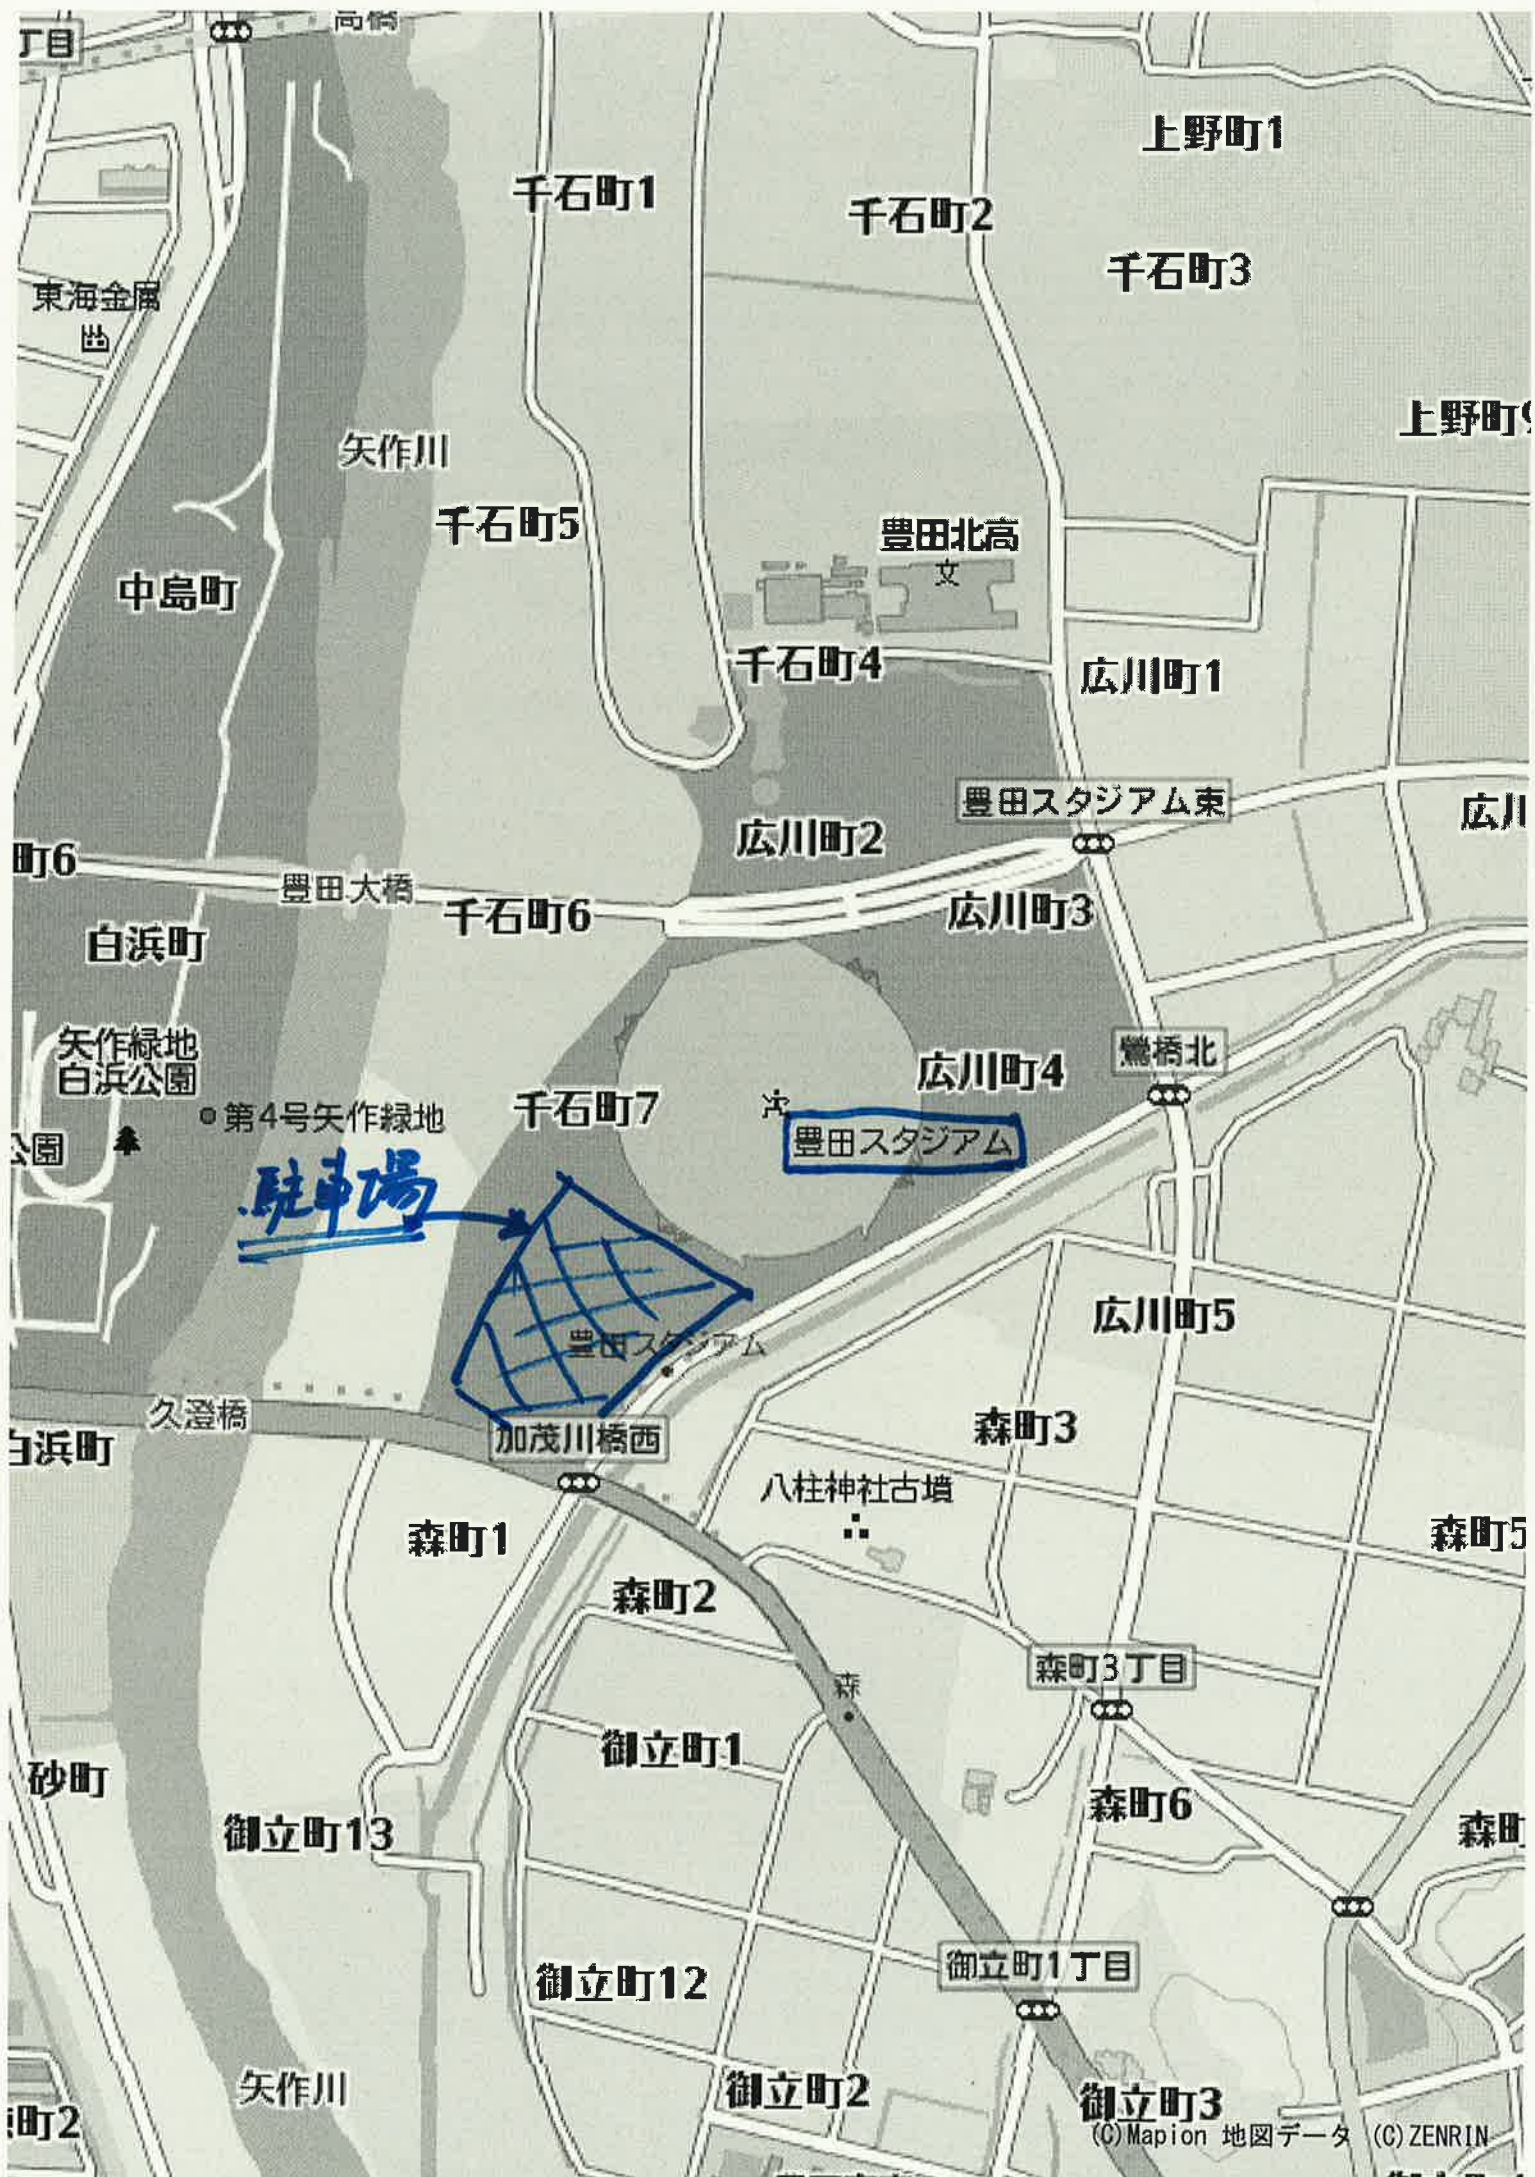 高橋
丁目
上野町1
千石町1
千石町2
千石町3
東海金属
上野町9
矢作川
千石町5
豊田北高
文
中島町
千石町4
広川町1
豊田スタジアム東
広川
広川町2
町6
豊田大橋
千石町6
広川町3
白浜町
矢作緑地
白浜公園
鶯橋北
広川町4
千石町7
第4号矢作緑地
公園
豊田スタジアム
駐車場
広川町5
豊田スタジアム
久澄橋
白浜町
加茂川橋西
森町3
八柱神社古墳
森町1
森町5
森町2
森町3丁目
森
御立町1
砂町
森町6
御立町13
森町
御立町1丁目
御立町12
矢作川
御立町2
御立町3
町2
(C)Mapion 地図データ (C)ZENRIN